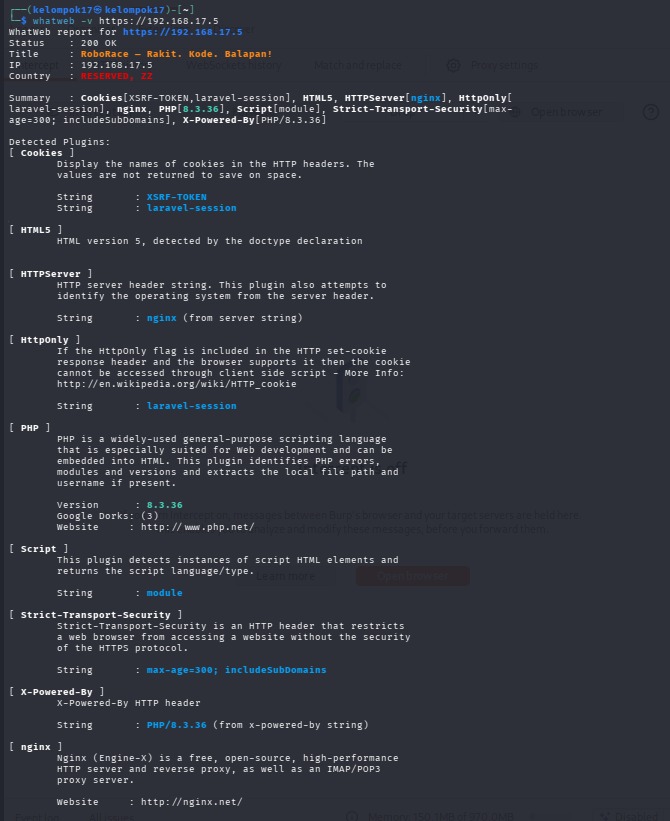 ┌──(kelompok17㉿kelompok17)-[~]
└─$ whatweb -v https://192.168.17.5
WhatWeb report for https://192.168.17.5
Status    : 200 OK
Title     : RoboRace — Rakit. Kode. Balapan!
IP        : 192.168.17.5
Country   : RESERVED, ZZ
Summary   : Cookies[XSRF-TOKEN,laravel-session], HTML5, HTTPServer[nginx], HttpOnly[
laravel-session], nginx, PHP[8.3.36], Script[module], Strict-Transport-Security[max-
age=300; includeSubDomains], X-Powered-By[PHP/8.3.36]
Detected Plugins:
[ Cookies ]
Display the names of cookies in the HTTP headers. The
values are not returned to save on space.
String       : XSRF-TOKEN
String       : laravel-session
[ HTML5 ]
HTML version 5, detected by the doctype declaration
[ HTTPServer ]
HTTP server header string. This plugin also attempts to
identify the operating system from the server header.
String       : nginx (from server string)
[ HttpOnly ]
If the HttpOnly flag is included in the HTTP set-cookie
response header and the browser supports it then the cookie
cannot be accessed through client side script - More Info:
http://en.wikipedia.org/wiki/HTTP_cookie
String       : laravel-session
[ PHP ]
PHP is a widely-used general-purpose scripting language
that is especially suited for Web development and can be
embedded into HTML. This plugin identifies PHP errors,
modules and versions and extracts the local file path and
username if present.
Version      : 8.3.36
Google Dorks: (3)
Website     : http://www.php.net/
[ Script ]
This plugin detects instances of script HTML elements and
returns the script language/type.
String       : module
[ Strict-Transport-Security ]
Strict-Transport-Security is an HTTP header that restricts
a web browser from accessing a website without the security
of the HTTPS protocol.
String       : max-age=300; includeSubDomains
[ X-Powered-By ]
X-Powered-By HTTP header
String       : PHP/8.3.36 (from x-powered-by string)
[ nginx ]
Nginx (Engine-X) is a free, open-source, high-performance
HTTP server and reverse proxy, as well as an IMAP/POP3
proxy server.
Website     : http://nginx.net/
Match and replace
Proxy settings
Open browser
Learn more
Open browser